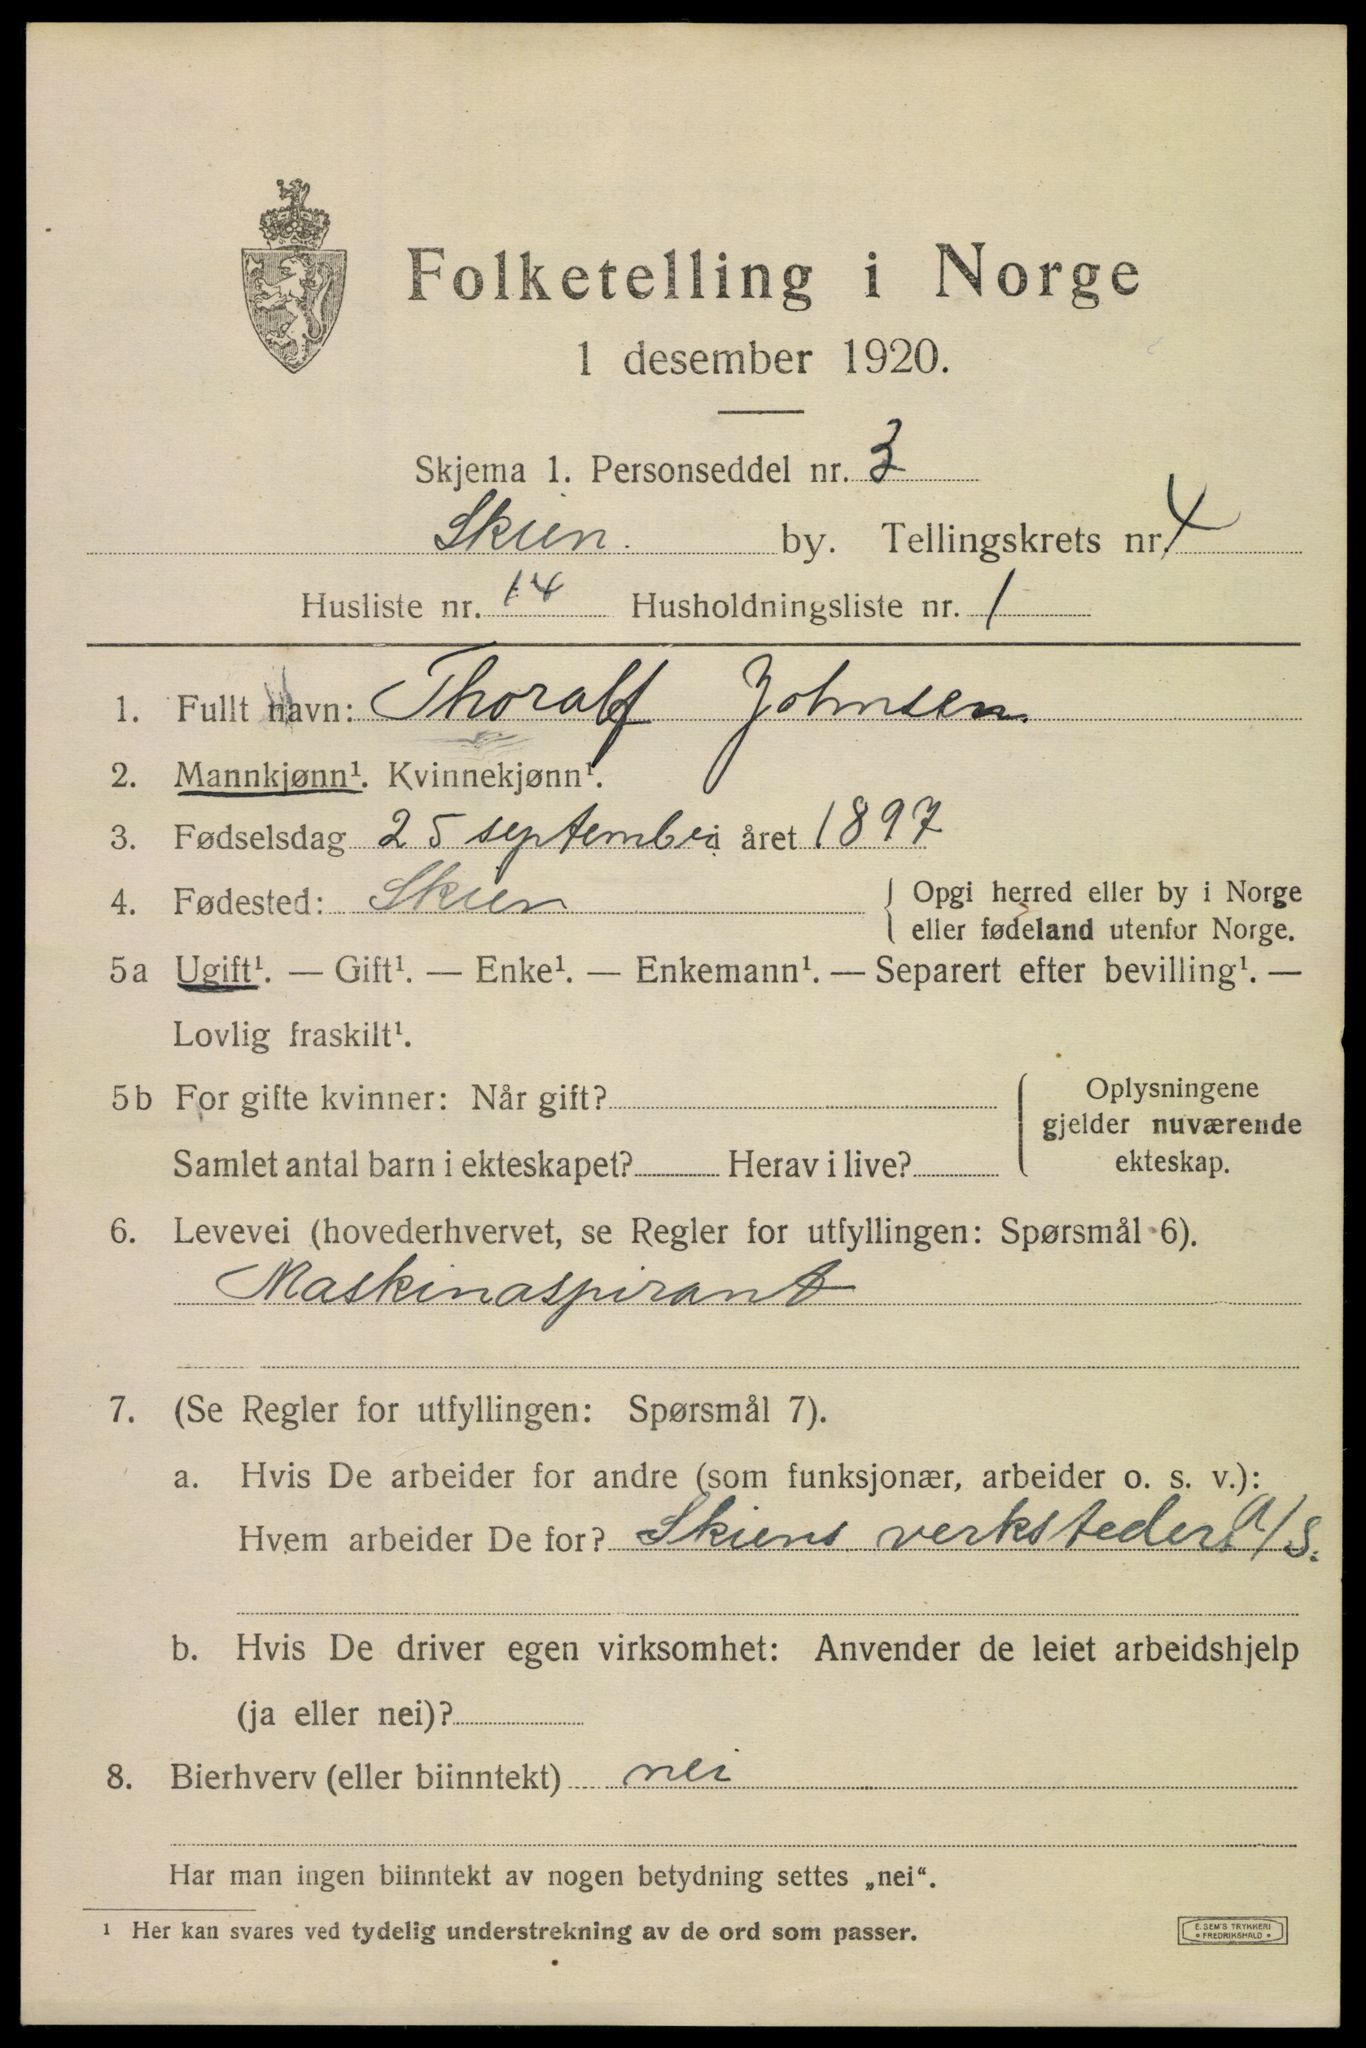 Folketelling i Norge
1 desember 1920.
Skjema 1. Personseddel nr. 3
Skien. by. Tellingskrets nr. 4
Husliste nr. 14 Husholdningsliste nr. 1
1. Fullt navn: Thoralf Johnsen.
2. Mannkjønn¹. Kvinnekjønn¹.
3. Fødselsdag 25 september året 1897
4. Fødested: Skien { Opgi herred eller by i Norge
eller fødeland utenfor Norge.
5a Ugift¹. — Gift¹. — Enke¹. — Enkemann¹. — Separert efter bevilling¹. —
Lovlig fraskilt¹.
5b For gifte kvinner: Når gift? { Oplysningene
gjelder nuværende
Samlet antal barn i ekteskapet? Herav i live? ekteskap.
6. Levevei (hovederhvervet, se Regler for utfyllingen: Spørsmål 6).
Maskinaspirant
7. (Se Regler for utfyllingen: Spørsmål 7).
a. Hvis De arbeider for andre (som funksjonær, arbeider o. s. v.):
Hvem arbeider De for? Skiens verksteder A/S.
b. Hvis De driver egen virksomhet: Anvender de leiet arbeidshjelp
(ja eller nei)?
8. Bierhverv (eller biinntekt) nei
Har man ingen biinntekt av nogen betydning settes „nei“.
¹ Her kan svares ved tydelig understrekning av de ord som passer.
E. SEM'S TRYKKERI
• FREDRIKSHALD •